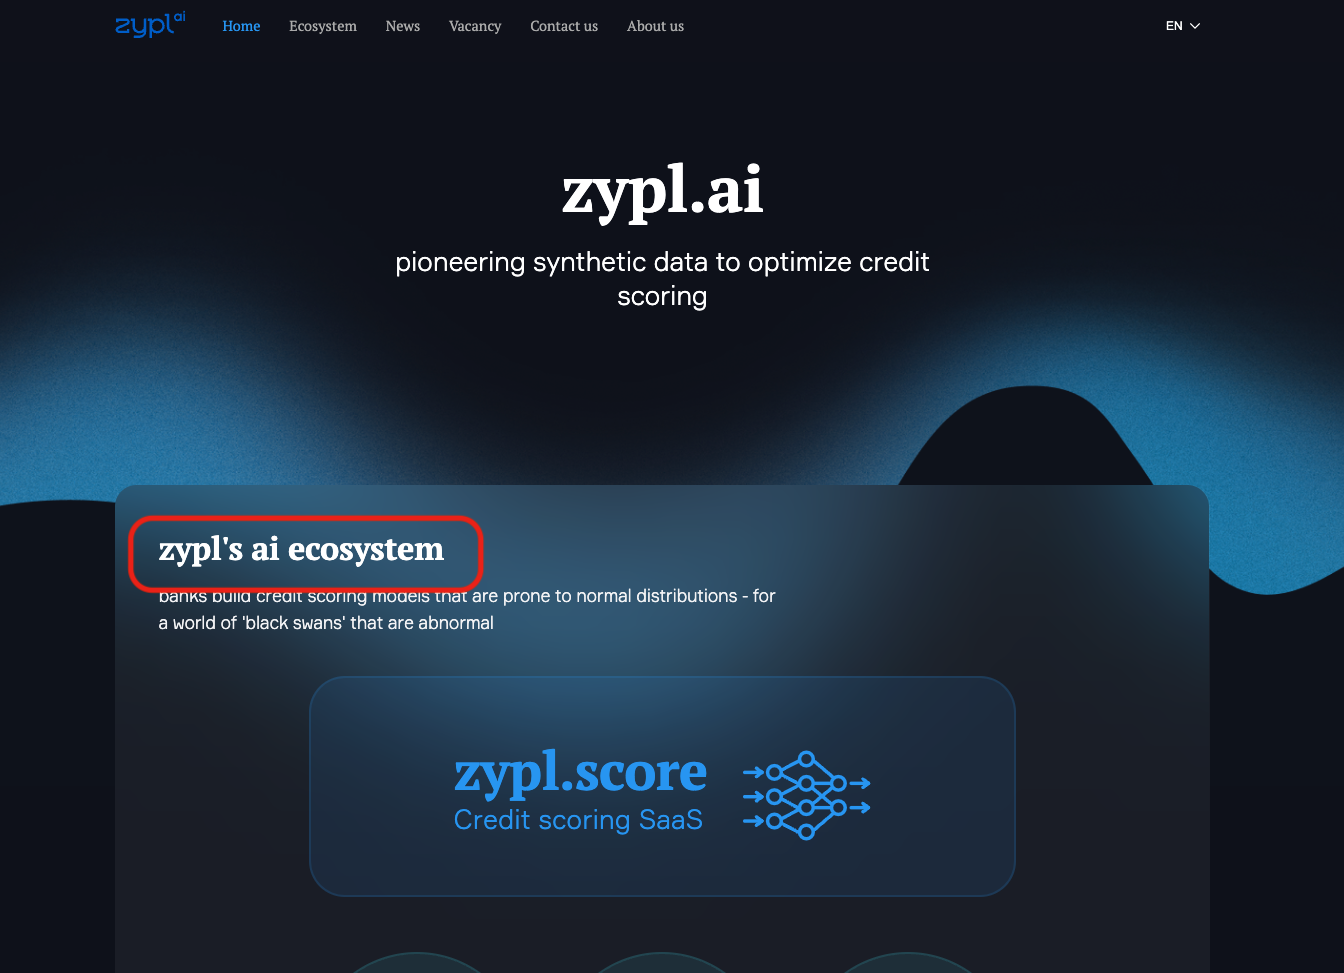 zypl ai
Home Ecosystem News Vacancy Contact us About us EN
zypl.ai
pioneering synthetic data to optimize credit
scoring
zypl's ai ecosystem
banks build credit scoring models that are prone to normal distributions - for
a world of 'black swans' that are abnormal
zypl.score
Credit scoring SaaS